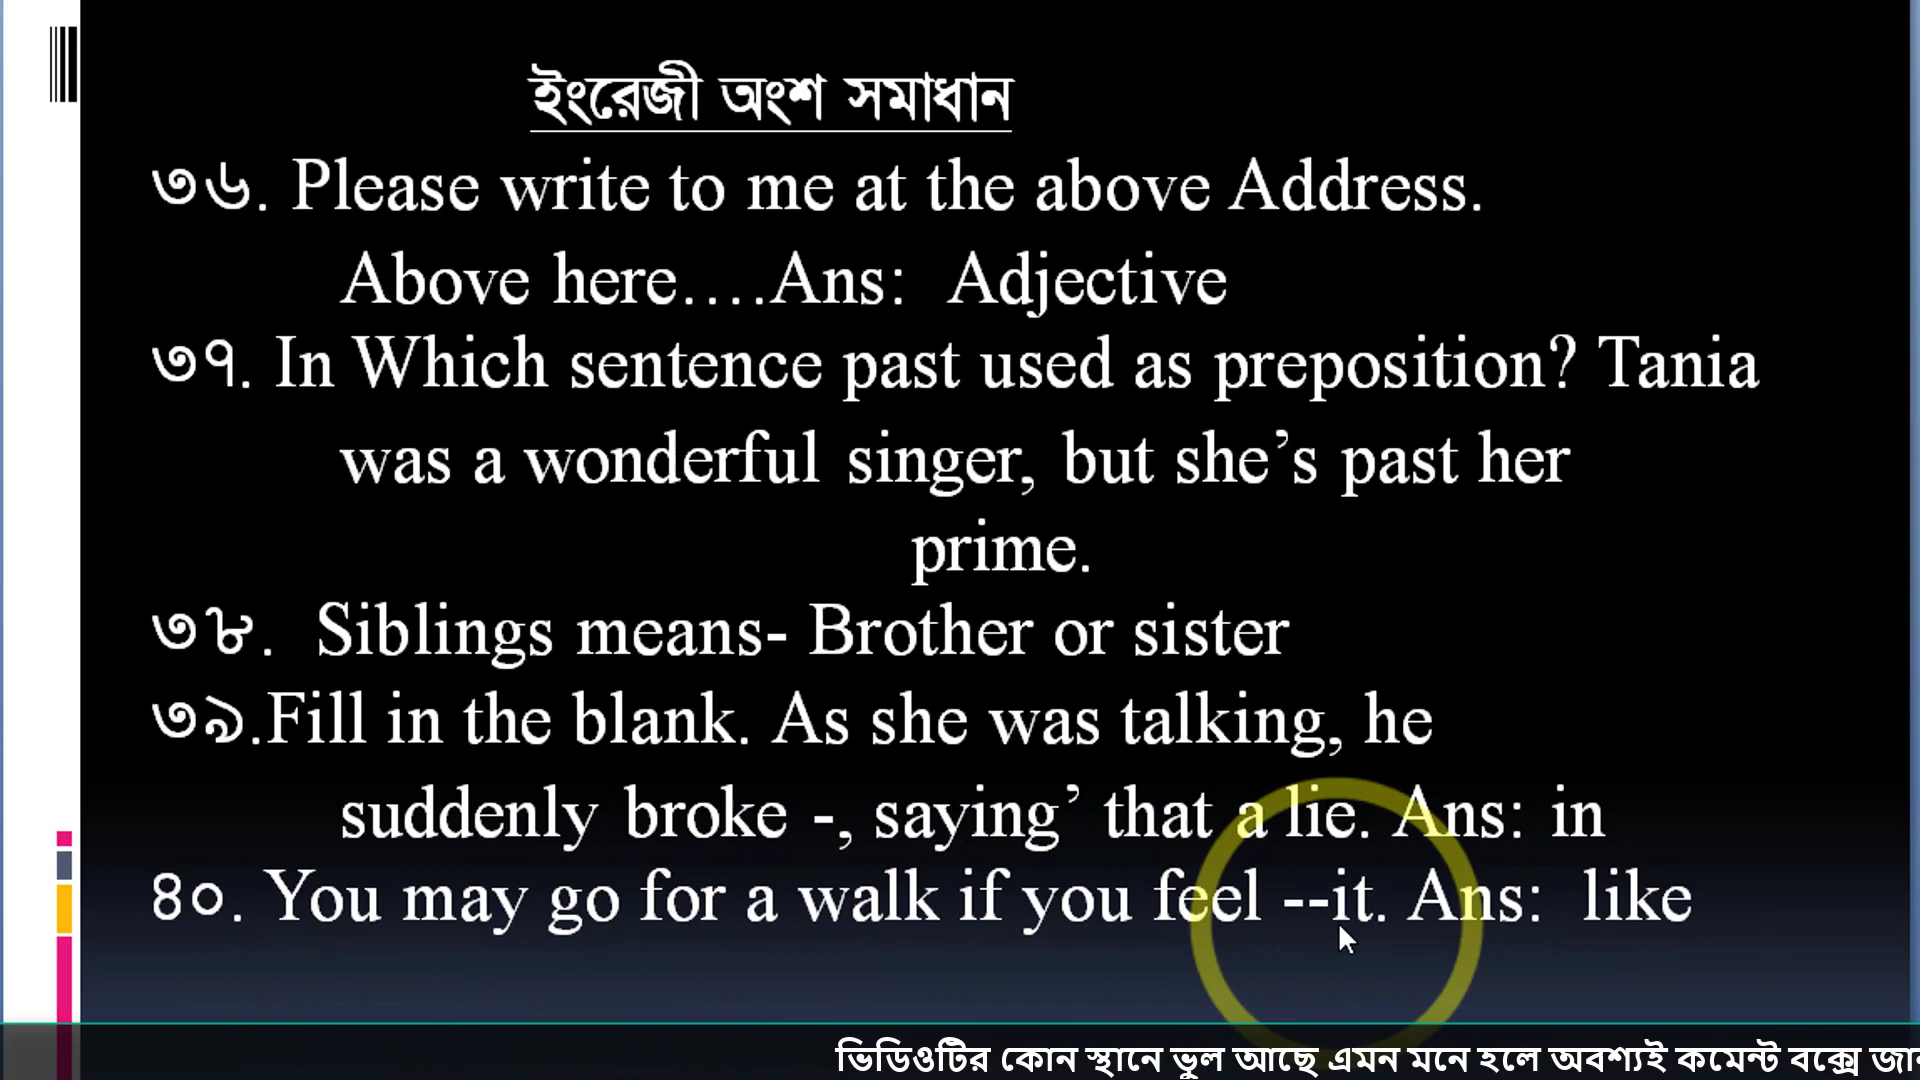 ইংরেজী অংশ সমাধান
৩৬. Please write to me at the above Address.
Above here....Ans: Adjective
৩৭. In Which sentence past used as preposition? Tania
was a wonderful singer, but she’s past her
prime.
৩৮. Siblings means- Brother or sister
৩৯.Fill in the blank. As she was talking, he
suddenly broke -, saying’ that a lie. Ans: in
৪০. You may go for a walk if you feel --it. Ans: like
ভিডিওটির কোন স্থানে ভুল আছে এমন মনে হলে অবশ্যই কমেন্ট বক্সে